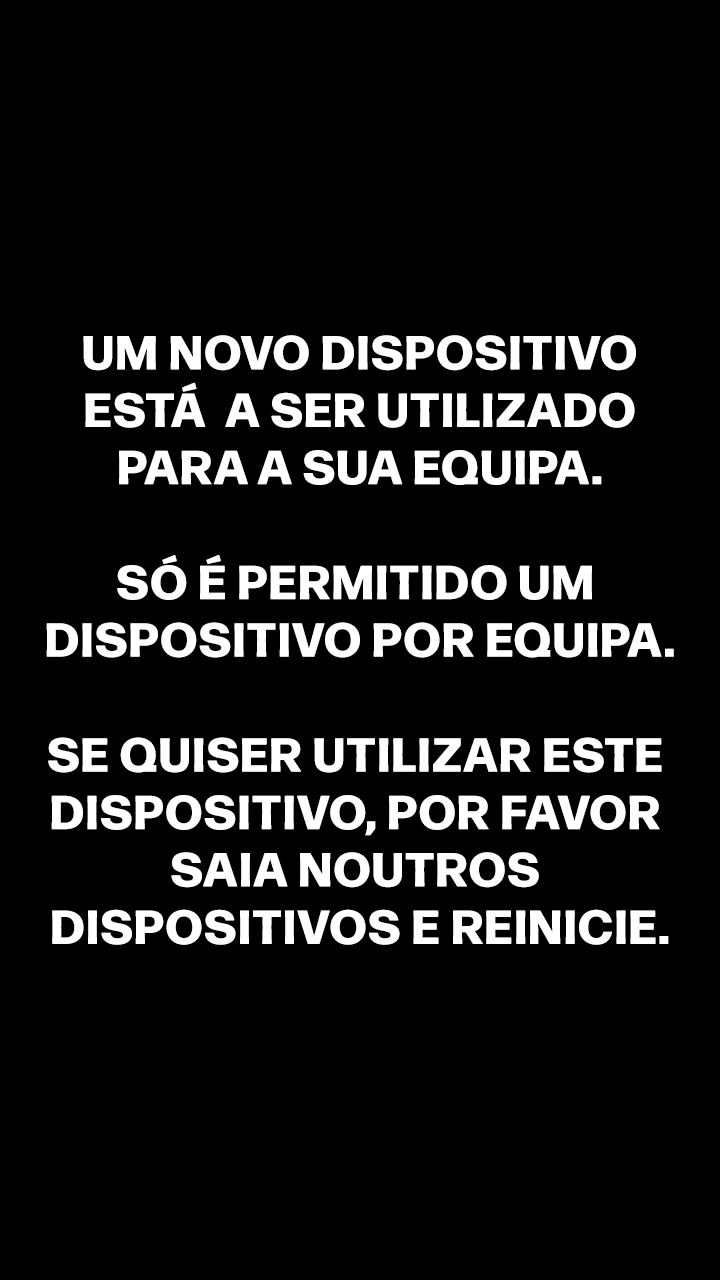 UM NOVO DISPOSITIVO
ESTÁ  A SER UTILIZADO
PARA A SUA EQUIPA.
SÓ É PERMITIDO UM
DISPOSITIVO POR EQUIPA.
SE QUISER UTILIZAR ESTE
DISPOSITIVO, POR FAVOR
SAIA NOUTROS
DISPOSITIVOS E REINICIE.